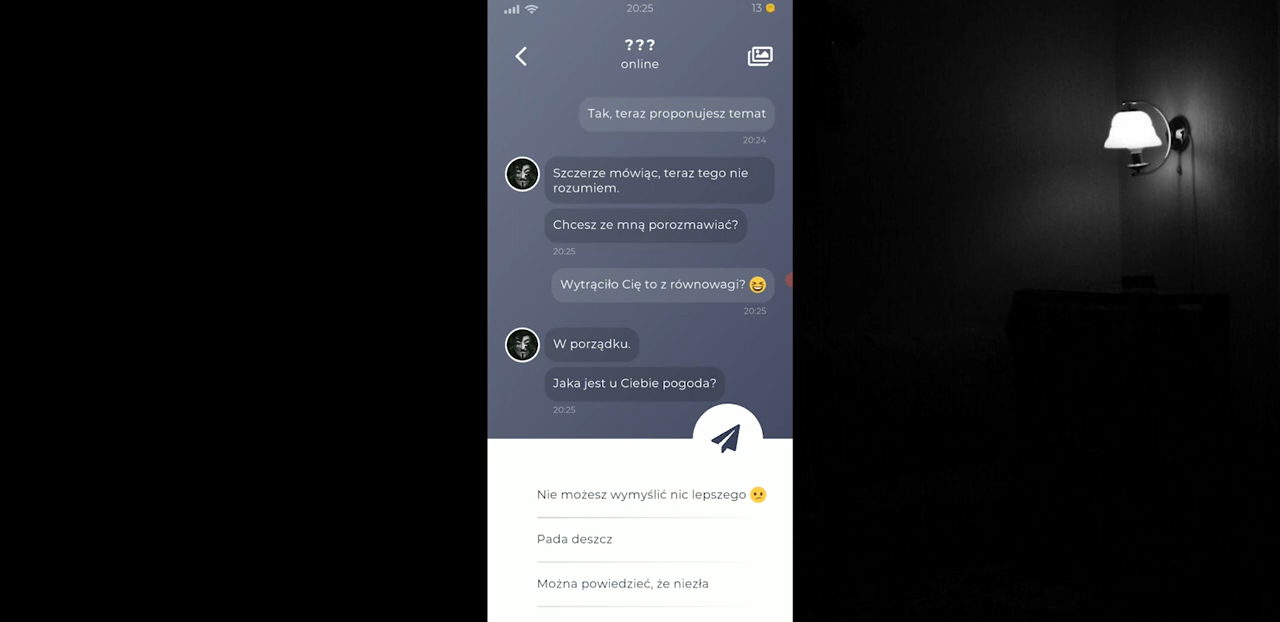 20:25
13
???
online
Tak, teraz proponujesz temat
20:24
Szczerze mówiąc, teraz tego nie
rozumiem.
Chcesz ze mną porozmawiać?
20:25
Wytrąciło Cię to z równowagi? 😆
20:25
W porządku.
Jaka jest u Ciebie pogoda?
20:25
Nie możesz wymyślić nic lepszego 😕
Pada deszcz
Można powiedzieć, że niezła